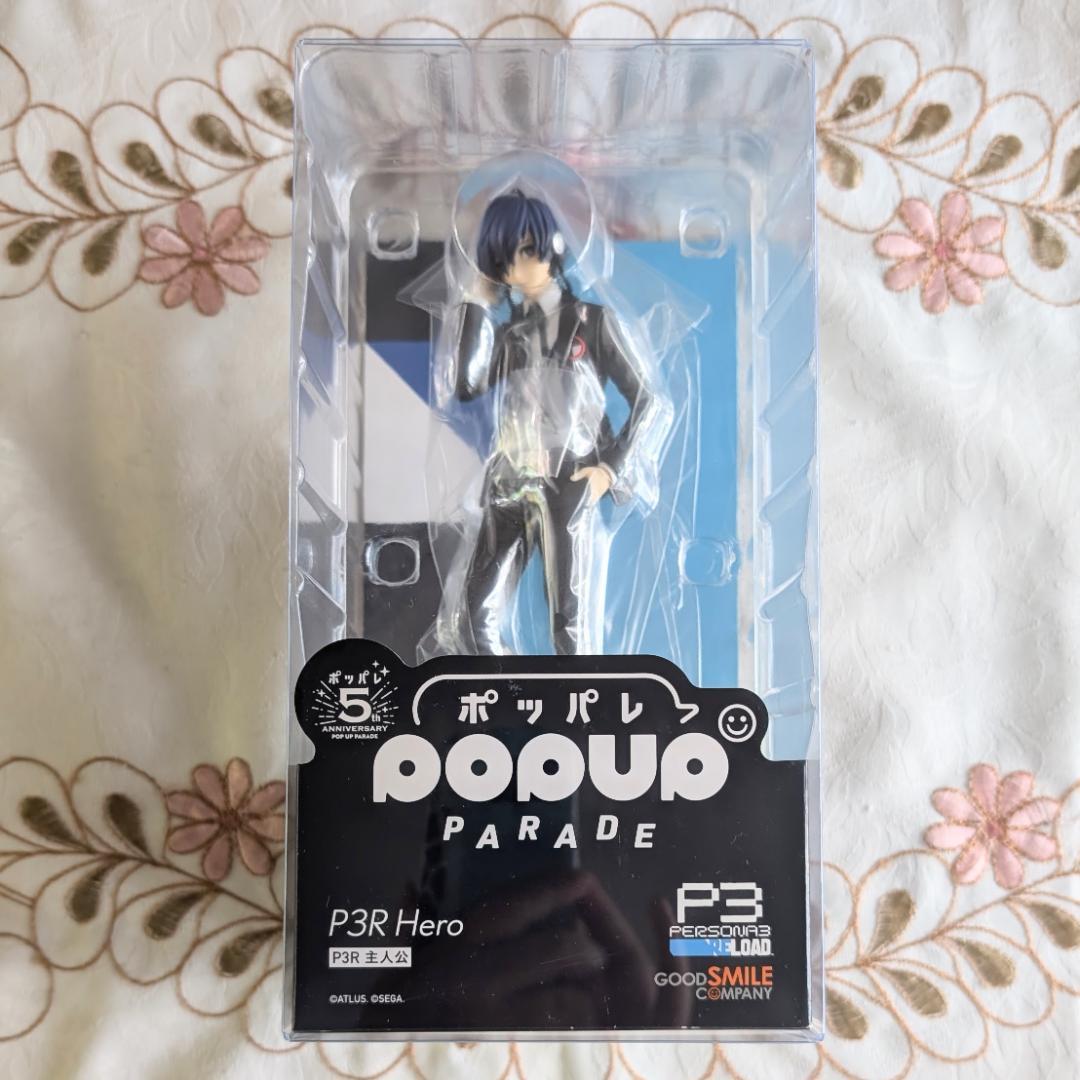 ポッパレ
5th
ANNIVERSARY
POP UP PARADE
ポッパレ
POPUP
PARADE
P3R Hero
P3R 主人公
©ATLUS. ©SEGA.
P3
PERSONA3
RELOAD™
GOOD SMILE
COMPANY